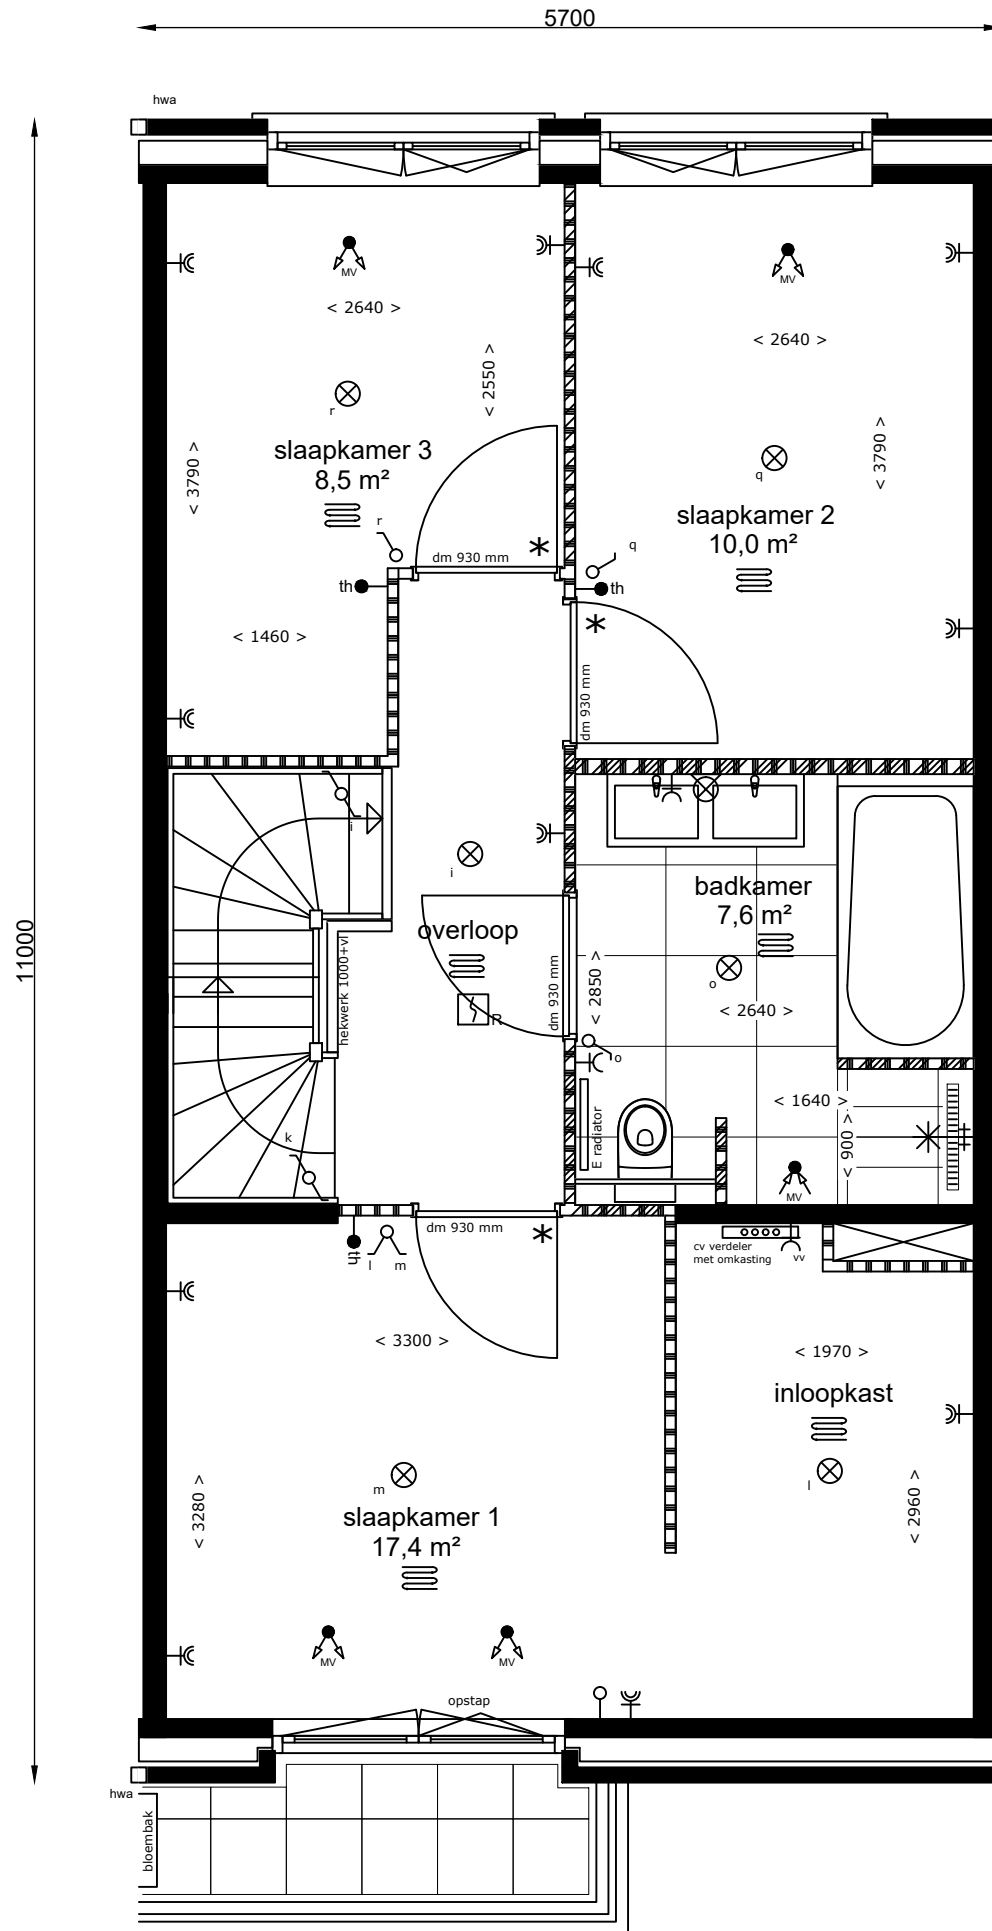 5700
hwa
11000
MV
MV
< 2640 >
< 2640 >
< 2550 >
r
slaapkamer 3
8,5 m²
< 3790 >
< 3790 >
q
slaapkamer 2
10,0 m²
r
q
dm 930 mm
*
th
th
*
< 1460 >
dm 930 mm
i
i
badkamer
7,6 m²
overloop
hekwerk 1000+vl
dm 930 mm
< 2850 >
o
R
< 2640 >
o
k
E radiator
< 1640 >
< 900 >
MV
dm 930 mm
*
th
l
m
cv verdeler
met omkasting
vv
< 3300 >
< 1970 >
inloopkast
m
l
< 3280 >
< 2960 >
slaapkamer 1
17,4 m²
MV
MV
opstap
hwa
bloembak